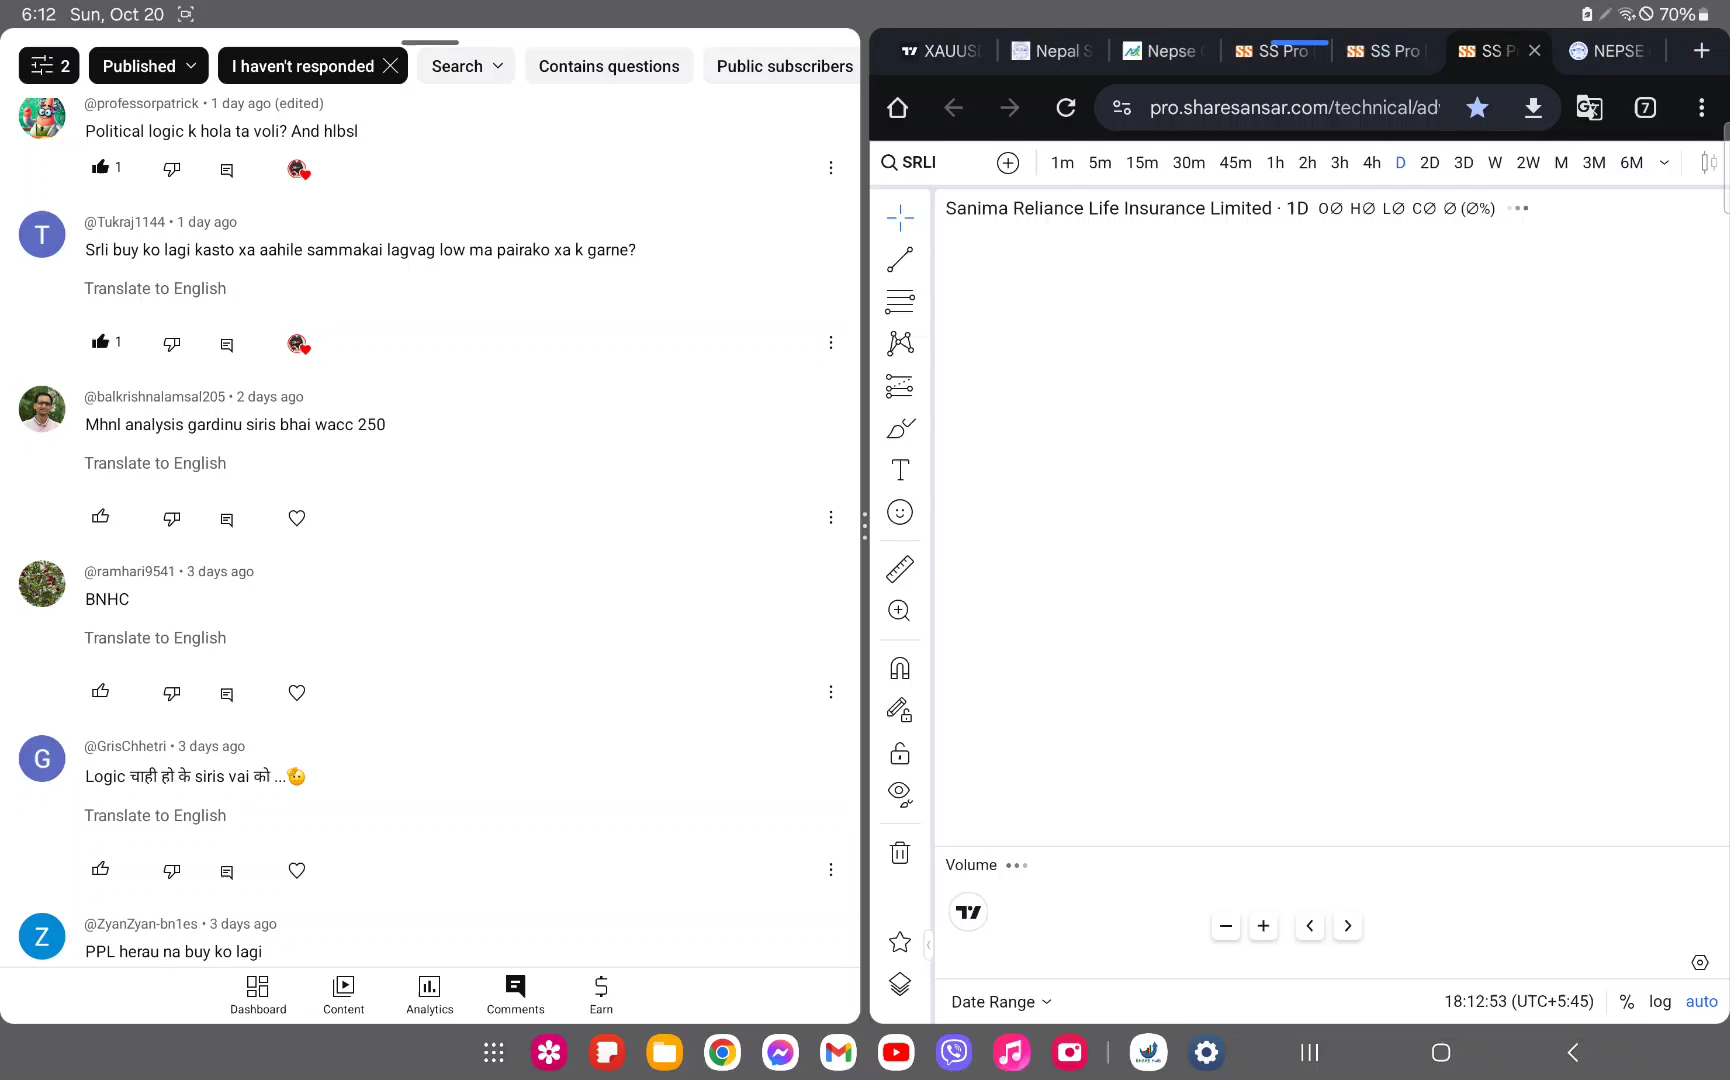 6:12 Sun, Oct 20
70%
2
Published
I haven't responded
Search
Contains questions
Public subscribers
@professorpatrick • 1 day ago (edited)
Political logic k hola ta voli? And hlbsl
1
@Tukraj1144 • 1 day ago
Srli buy ko lagi kasto xa aahile sammakai lagvag low ma pairako xa k garne?
Translate to English
1
@balkrishnalamsal205 • 2 days ago
Mhnl analysis gardinu siris bhai wacc 250
Translate to English
@ramhari9541 • 3 days ago
BNHC
Translate to English
G
@GrisChhetri • 3 days ago
Logic चाही हो के siris vai को ...🫡
Translate to English
Z
@ZyanZyan-bn1es • 3 days ago
PPL herau na buy ko lagi
T
Dashboard
Content
Analytics
Comments
Earn
XAUUS
Nepal S
Nepse
SS Pro
SS Pro
SS P
NEPSE
pro.sharesansar.com/technical/ad
7
SRLI
1m 5m 15m 30m 45m 1h 2h 3h 4h D 2D 3D W 2W M 3M 6M
Sanima Reliance Life Insurance Limited · 1D O∅ H∅ L∅ C∅ ∅ (∅%)
Volume
Date Range
18:12:53 (UTC+5:45)
% log auto